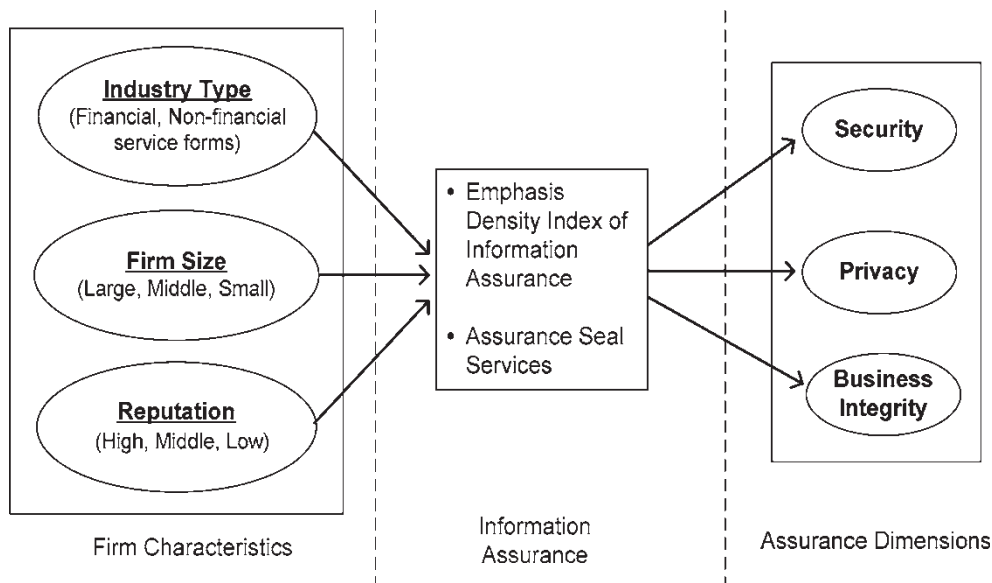 Industry Type
(Financial, Non-financial
service forms)
Firm Size
(Large, Middle, Small)
Reputation
(High, Middle, Low)
Firm Characteristics
• Emphasis
Density Index of
Information
Assurance
• Assurance Seal
Services
Information
Assurance
Security
Privacy
Business
Integrity
Assurance Dimensions